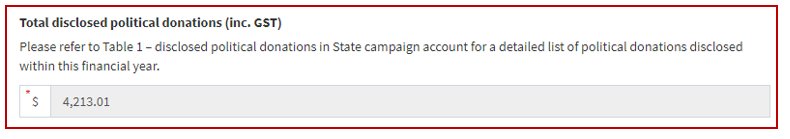 Total disclosed political donations (inc. GST)
Please refer to Table 1 – disclosed political donations in State campaign account for a detailed list of political donations disclosed
within this financial year.
* $ 4,213.01